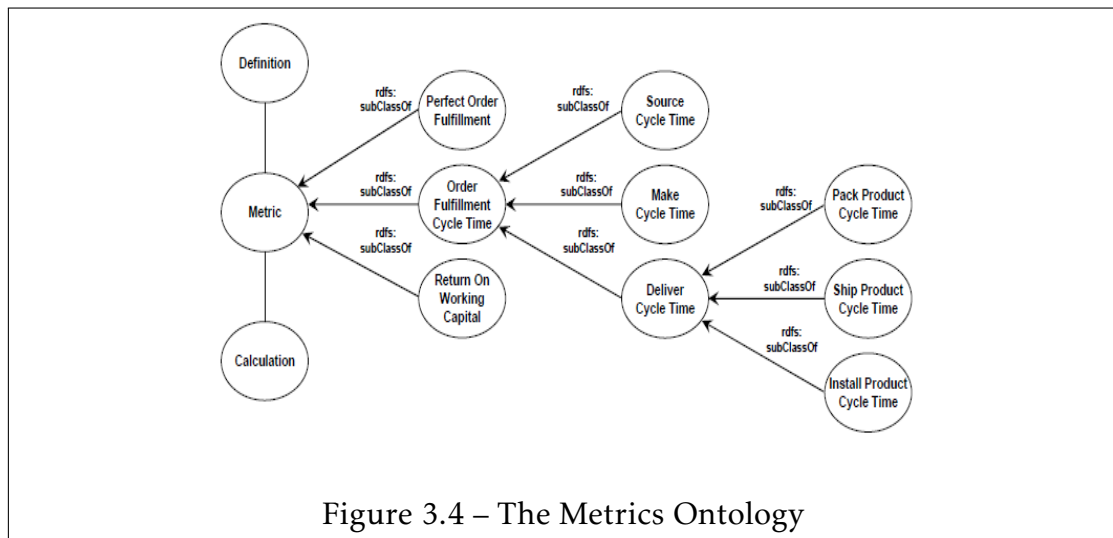 Definition
rdfs:
subClassOf
Perfect Order
Fulfillment
rdfs:
subClassOf
Source
Cycle Time
Metric
rdfs:
subClassOf
Order
Fulfillment
Cycle Time
rdfs:
subClassOf
Make
Cycle Time
rdfs:
subClassOf
Pack Product
Cycle Time
rdfs:
subClassOf
Return On
Working
Capital
rdfs:
subClassOf
Deliver
Cycle Time
rdfs:
subClassOf
Ship Product
Cycle Time
Calculation
rdfs:
subClassOf
Install Product
Cycle Time
Figure 3.4 – The Metrics Ontology